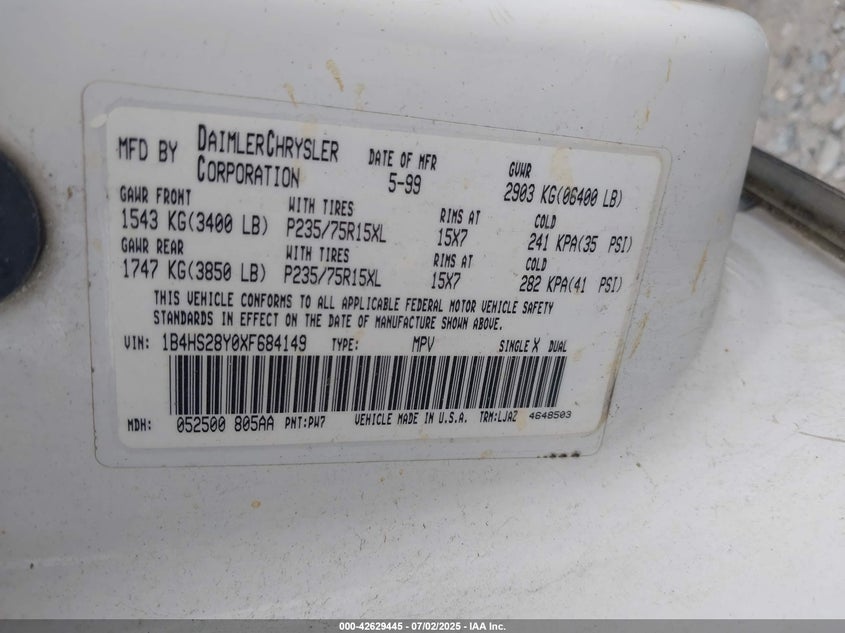 MFD BY DAIMLERCHRYSLER CORPORATION DATE OF MFR 5-99 GVWR 2903 KG(06400 LB)
GAWR FRONT WITH TIRES RIMS AT COLD
1543 KG(3400 LB) P235/75R15XL 15X7 241 KPA(35 PSI)
GAWR REAR WITH TIRES RIMS AT COLD
1747 KG(3850 LB) P235/75R15XL 15X7 282 KPA(41 PSI)
THIS VEHICLE CONFORMS TO ALL APPLICABLE FEDERAL MOTOR VEHICLE SAFETY
STANDARDS IN EFFECT ON THE DATE OF MANUFACTURE SHOWN ABOVE.
VIN: 1B4HS28Y0XF684149 TYPE: MPV SINGLE X DUAL
MDH: 052500 805AA PNT:PW7 VEHICLE MADE IN U.S.A. TRM:LJAZ 4648503
000-42629445 - 07/02/2025 - IAA Inc.